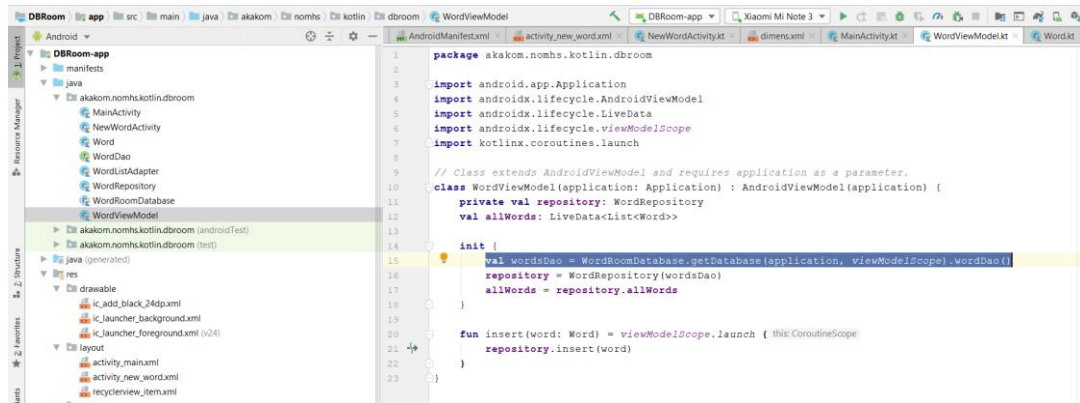 DBRoom app src main java akakom nomhs kotlin dbroom WordViewModel DBRoom-app Xiaomi Mi Note 3
Android AndroidManifest.xml activity_new_word.xml NewWordActivity.kt dimens.xml MainActivity.kt WordViewModel.kt Word.kt
1: Project
Resource Manager
Z: Structure
2: Favorites
DBRoom-app
manifests
java
akakom.nomhs.kotlin.dbroom
MainActivity
NewWordActivity
Word
WordDao
WordListAdapter
WordRepository
WordRoomDatabase
WordViewModel
akakom.nomhs.kotlin.dbroom (androidTest)
akakom.nomhs.kotlin.dbroom (test)
java (generated)
res
drawable
ic_add_black_24dp.xml
ic_launcher_background.xml
ic_launcher_foreground.xml (v24)
layout
activity_main.xml
activity_new_word.xml
recyclerview_item.xml
1 package akakom.nomhs.kotlin.dbroom
2
3 import android.app.Application
4 import androidx.lifecycle.AndroidViewModel
5 import androidx.lifecycle.LiveData
6 import androidx.lifecycle.viewModelScope
7 import kotlinx.coroutines.launch
8
9 // Class extends AndroidViewModel and requires application as a parameter.
10 class WordViewModel(application: Application) : AndroidViewModel(application) {
11 private val repository: WordRepository
12 val allWords: LiveData<List<Word>>
13
14 init {
15 val wordsDao = WordRoomDatabase.getDatabase(application, viewModelScope).wordDao()
16 repository = WordRepository(wordsDao)
17 allWords = repository.allWords
18 }
19
20 fun insert(word: Word) = viewModelScope.launch { this: CoroutineScope
21 repository.insert(word)
22 }
23 }